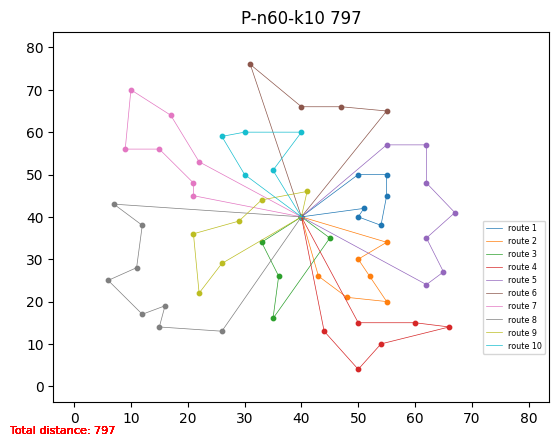 P-n60-k10 797
80
70
60
50
40
30
20
10
0
route 1
route 2
route 3
route 4
route 5
route 6
route 7
route 8
route 9
route 10
0 10 20 30 40 50 60 70 80
Total distance: 797